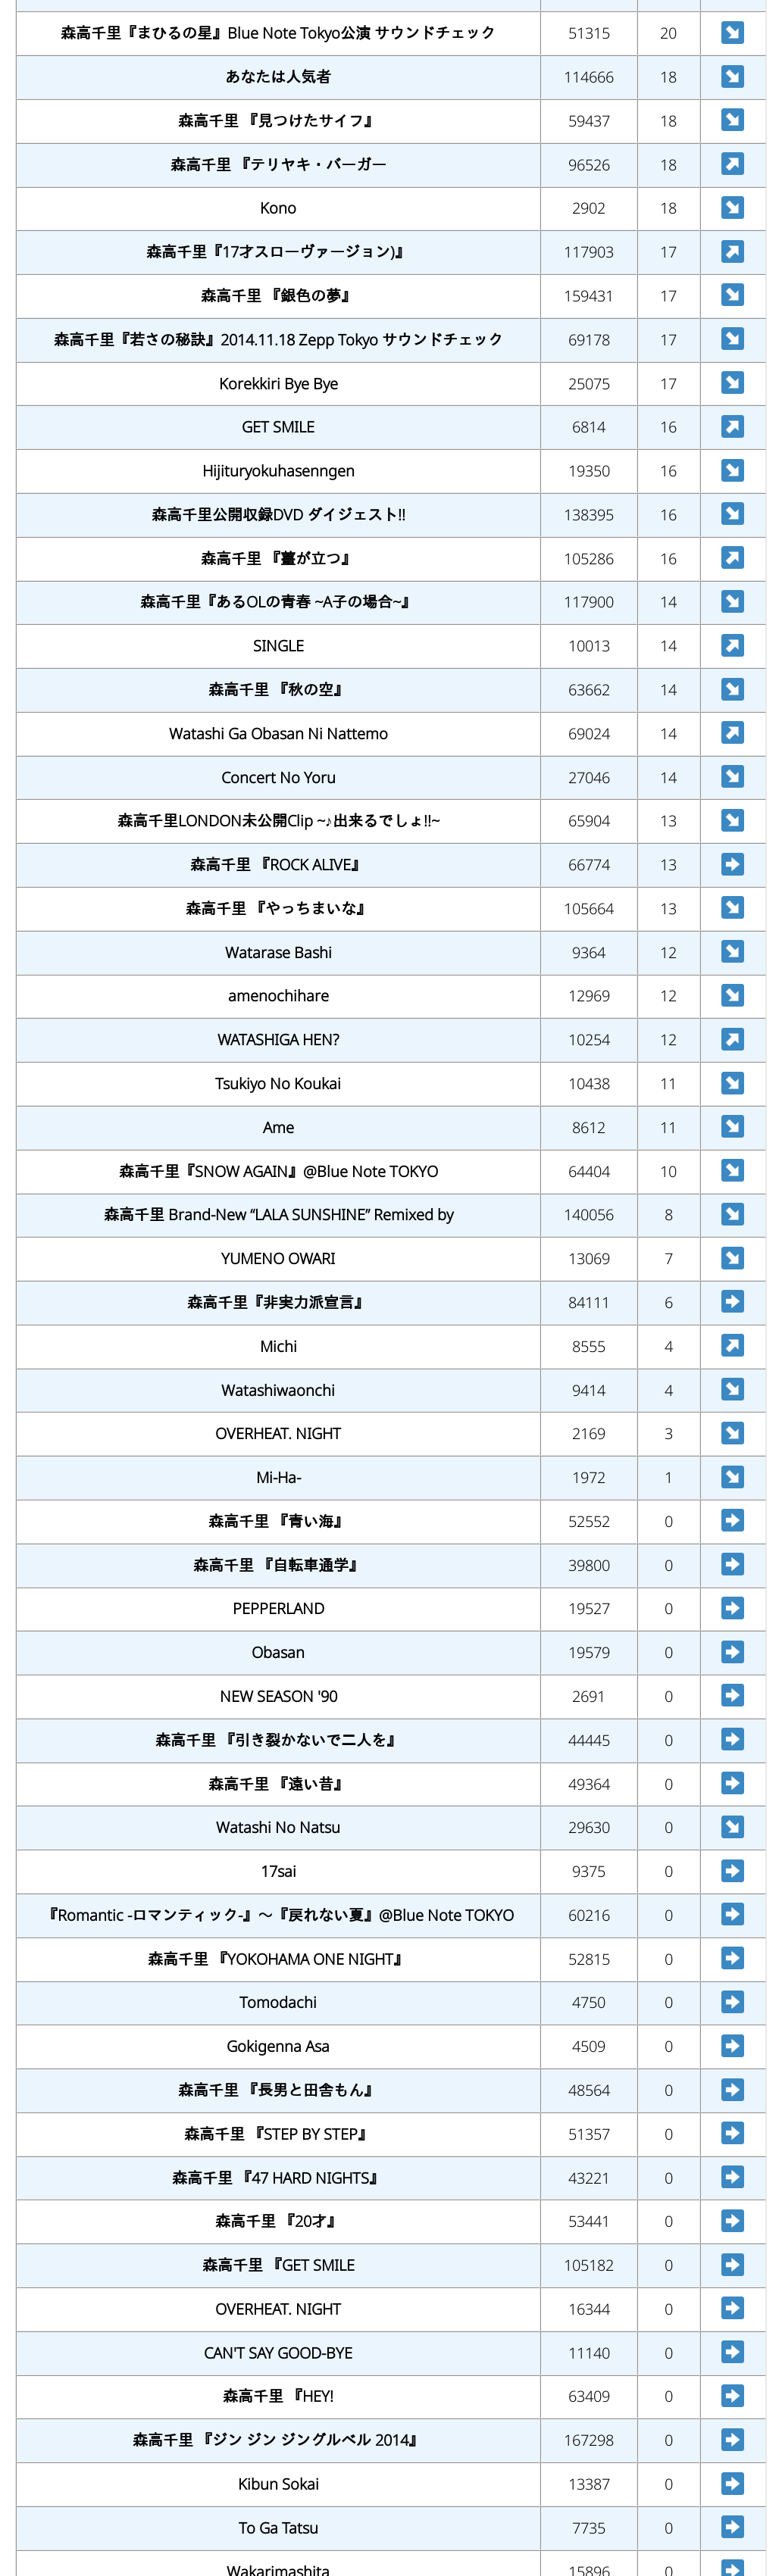 森高千里『まひるの星』Blue Note Tokyo公演 サウンドチェック 51315 20 ↘
あなたは人気者 114666 18 ↘
森高千里 『見つけたサイフ』 59437 18 ↘
森高千里 『テリヤキ・バーガー 96526 18 ↗
Kono 2902 18 ↘
森高千里『17才スローヴァージョン)』 117903 17 ↗
森高千里 『銀色の夢』 159431 17 ↘
森高千里『若さの秘訣』2014.11.18 Zepp Tokyo サウンドチェック 69178 17 ↘
Korekkiri Bye Bye 25075 17 ↘
GET SMILE 6814 16 ↗
Hijituryokuhasenngen 19350 16 ↘
森高千里公開収録DVD ダイジェスト!! 138395 16 ↘
森高千里 『薹が立つ』 105286 16 ↗
森高千里『あるOLの青春 ~A子の場合~』 117900 14 ↘
SINGLE 10013 14 ↗
森高千里 『秋の空』 63662 14 ↘
Watashi Ga Obasan Ni Nattemo 69024 14 ↗
Concert No Yoru 27046 14 ↘
森高千里LONDON未公開Clip ~♪出来るでしょ!!~ 65904 13 ↘
森高千里 『ROCK ALIVE』 66774 13 ➡
森高千里 『やっちまいな』 105664 13 ↘
Watarase Bashi 9364 12 ↘
amenochihare 12969 12 ↘
WATASHIGA HEN? 10254 12 ↗
Tsukiyo No Koukai 10438 11 ↘
Ame 8612 11 ↘
森高千里『SNOW AGAIN』@Blue Note TOKYO 64404 10 ↘
森高千里 Brand-New “LALA SUNSHINE” Remixed by 140056 8 ↘
YUMENO OWARI 13069 7 ↘
森高千里『非実力派宣言』 84111 6 ➡
Michi 8555 4 ↗
Watashiwaonchi 9414 4 ↘
OVERHEAT. NIGHT 2169 3 ↘
Mi-Ha- 1972 1 ↘
森高千里 『青い海』 52552 0 ➡
森高千里 『自転車通学』 39800 0 ➡
PEPPERLAND 19527 0 ➡
Obasan 19579 0 ➡
NEW SEASON '90 2691 0 ➡
森高千里 『引き裂かないで二人を』 44445 0 ➡
森高千里 『遠い昔』 49364 0 ➡
Watashi No Natsu 29630 0 ↘
17sai 9375 0 ➡
『Romantic -ロマンティック-』～『戻れない夏』@Blue Note TOKYO 60216 0 ➡
森高千里 『YOKOHAMA ONE NIGHT』 52815 0 ➡
Tomodachi 4750 0 ➡
Gokigenna Asa 4509 0 ➡
森高千里 『長男と田舎もん』 48564 0 ➡
森高千里 『STEP BY STEP』 51357 0 ➡
森高千里 『47 HARD NIGHTS』 43221 0 ➡
森高千里 『20才』 53441 0 ➡
森高千里 『GET SMILE 105182 0 ➡
OVERHEAT. NIGHT 16344 0 ➡
CAN'T SAY GOOD-BYE 11140 0 ➡
森高千里 『HEY! 63409 0 ➡
森高千里 『ジン ジン ジングルベル 2014』 167298 0 ➡
Kibun Sokai 13387 0 ➡
To Ga Tatsu 7735 0 ➡
Wakarimashita 15896 0 ➡